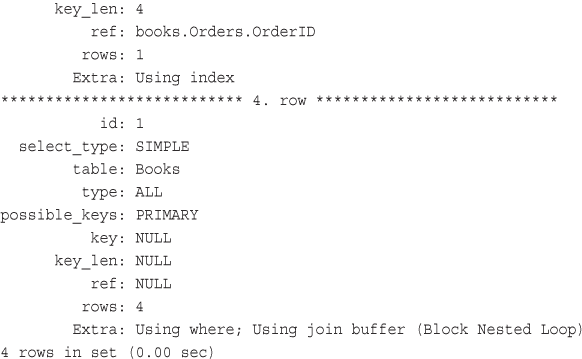 key_len: 4
ref: books.Orders.OrderID
rows: 1
Extra: Using index
*************************** 4. row ***************************
id: 1
select_type: SIMPLE
table: Books
type: ALL
possible_keys: PRIMARY
key: NULL
key_len: NULL
ref: NULL
rows: 4
Extra: Using where; Using join buffer (Block Nested Loop)
4 rows in set (0.00 sec)